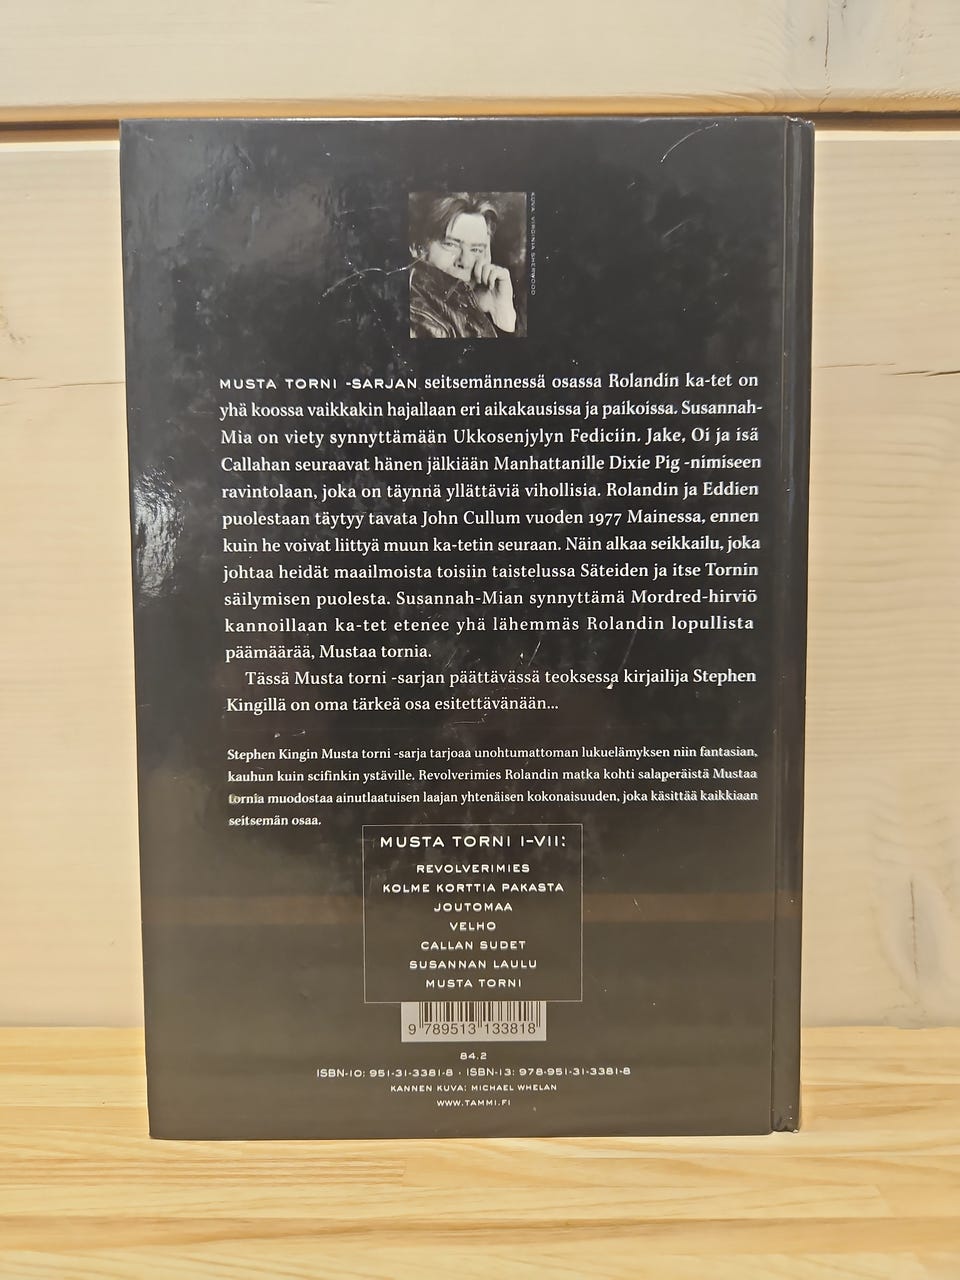 KUVA: VIRGINIA SHERWOOD
MUSTA TORNI -SARJAN seitsemännessä osassa Rolandin ka-tet on
yhä koossa vaikkakin hajallaan eri aikakausissa ja paikoissa. Susannah-
Mia on viety synnyttämään Ukkosenjylyn Fediciin. Jake, Oi ja isä
Callahan seuraavat hänen jälkiään Manhattanille Dixie Pig -nimiseen
ravintolaan, joka on täynnä yllättäviä vihollisia. Rolandin ja Eddien
puolestaan täytyy tavata John Cullum vuoden 1977 Mainessa, ennen
kuin he voivat liittyä muun ka-tetin seuraan. Näin alkaa seikkailu, joka
johtaa heidät maailmoista toisiin taistelussa Säteiden ja itse Tornin
säilymisen puolesta. Susannah-Mian synnyttämä Mordred-hirviö
kannoillaan ka-tet etenee yhä lähemmäs Rolandin lopullista
päämäärää, Mustaa tornia.
Tässä Musta torni -sarjan päättävässä teoksessa kirjailija Stephen
Kingillä on oma tärkeä osa esitettävänään...
Stephen Kingin Musta torni -sarja tarjoaa unohtumattoman lukuelämyksen niin fantasian,
kauhun kuin scifinkin ystäville. Revolverimies Rolandin matka kohti salaperäistä Mustaa
tornia muodostaa ainutlaatuisen laajan yhtenäisen kokonaisuuden, joka käsittää kaikkiaan
seitsemän osaa.
MUSTA TORNI I-VII:
REVOLVERIMIES
KOLME KORTTIA PAKASTA
JOUTOMAA
VELHO
CALLAN SUDET
SUSANNAN LAULU
MUSTA TORNI
9 789513 133818
84.2
ISBN-10: 951-31-3381-8 · ISBN-13: 978-951-31-3381-8
KANNEN KUVA: MICHAEL WHELAN
WWW.TAMMI.FI